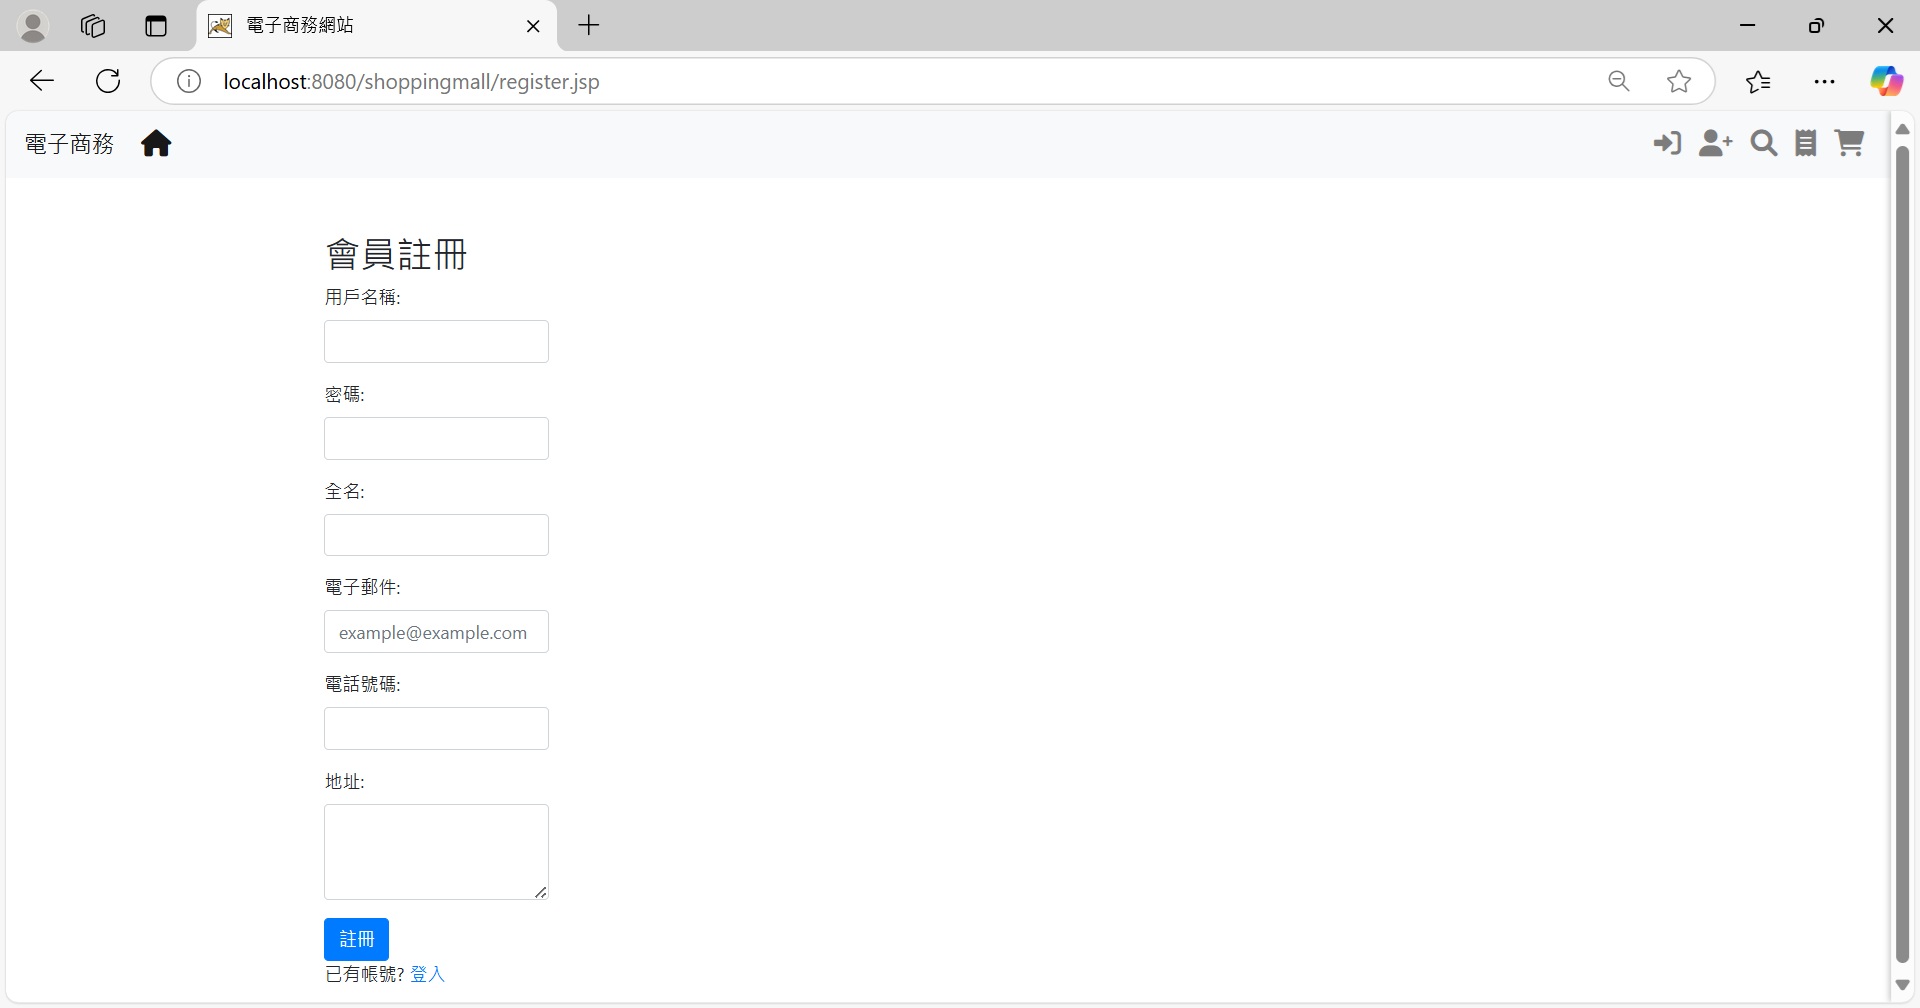 電子商務網站
localhost:8080/shoppingmall/register.jsp
電子商務
會員註冊
用戶名稱:
密碼:
全名:
電子郵件:
example@example.com
電話號碼:
地址:
註冊
已有帳號? 登入